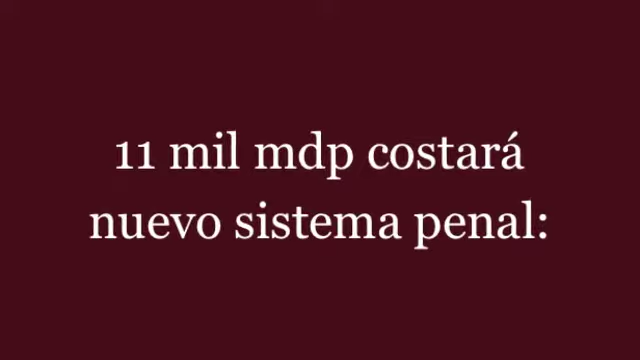 11 mil mdp costará
nuevo sistema penal: